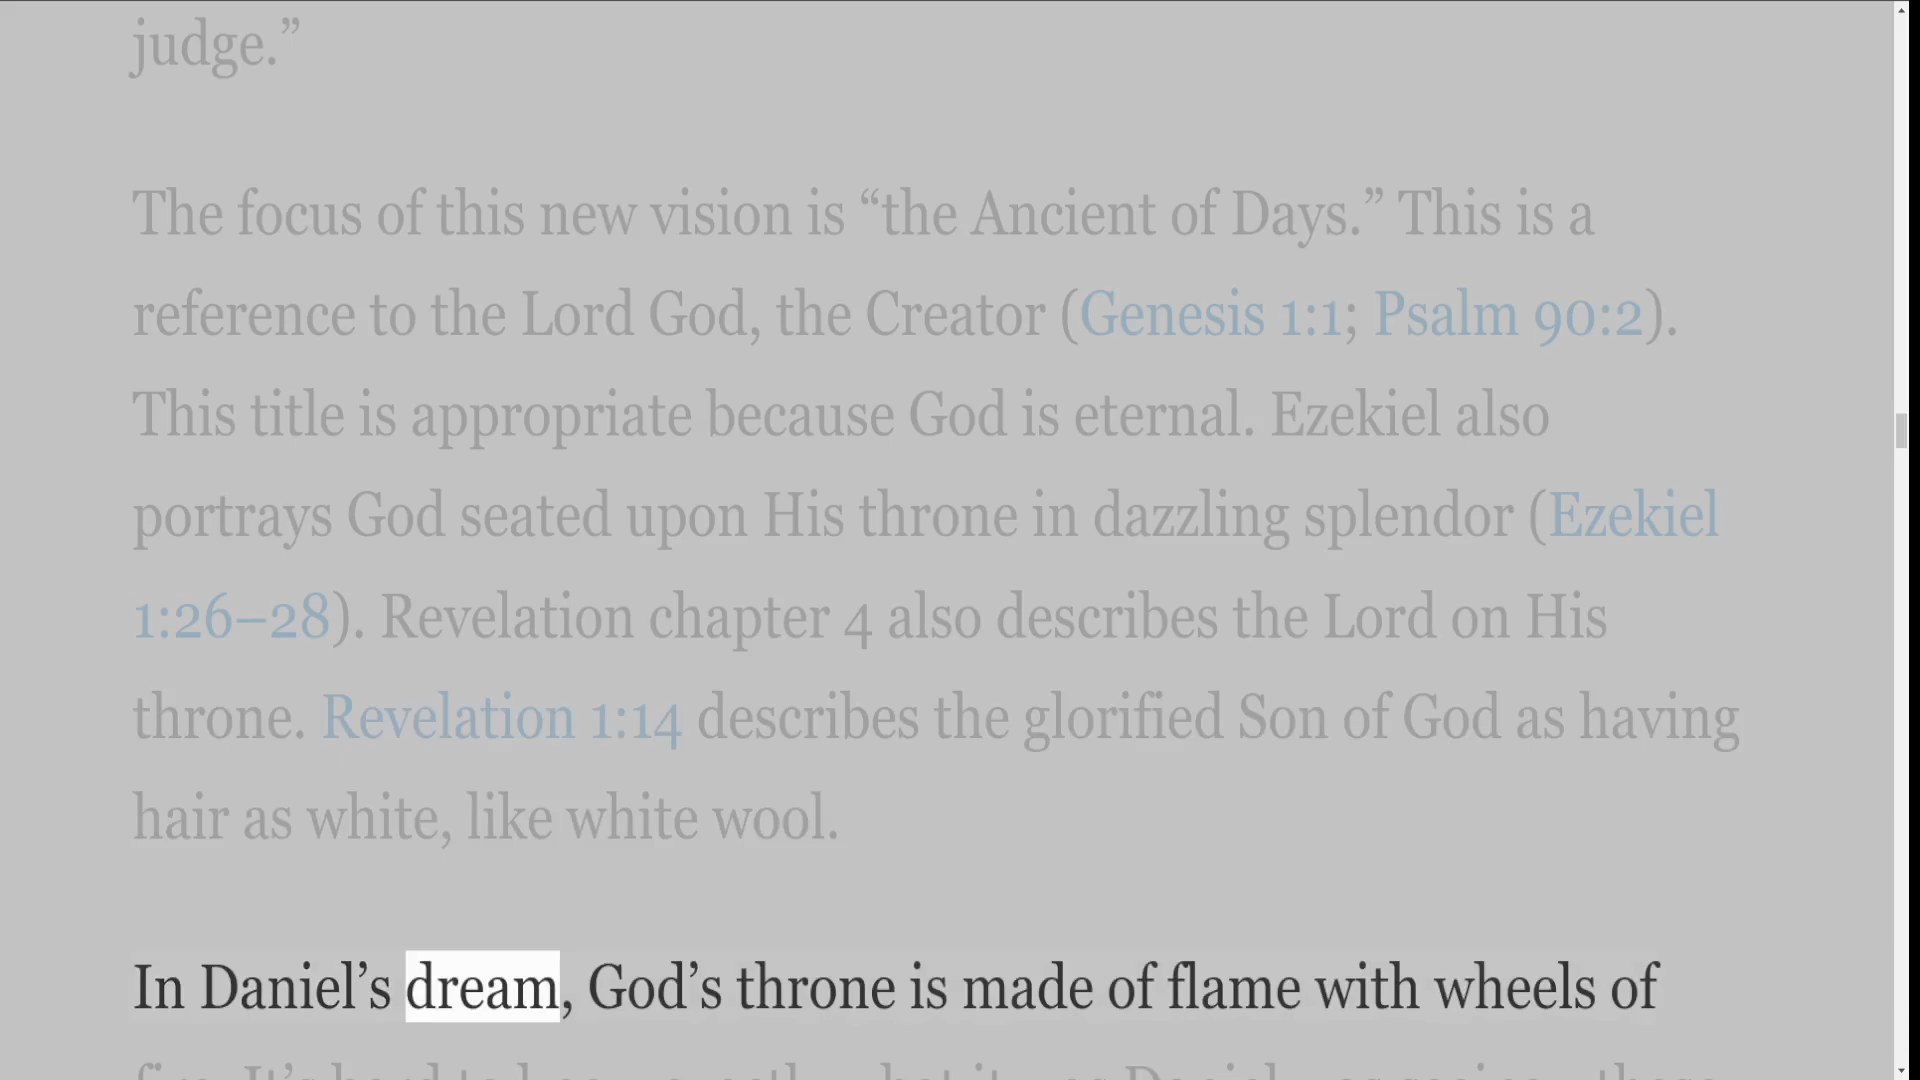 judge.”
The focus of this new vision is “the Ancient of Days.” This is a
reference to the Lord God, the Creator (Genesis 1:1; Psalm 90:2).
This title is appropriate because God is eternal. Ezekiel also
portrays God seated upon His throne in dazzling splendor (Ezekiel
1:26–28). Revelation chapter 4 also describes the Lord on His
throne. Revelation 1:14 describes the glorified Son of God as having
hair as white, like white wool.
In Daniel’s dream, God’s throne is made of flame with wheels of